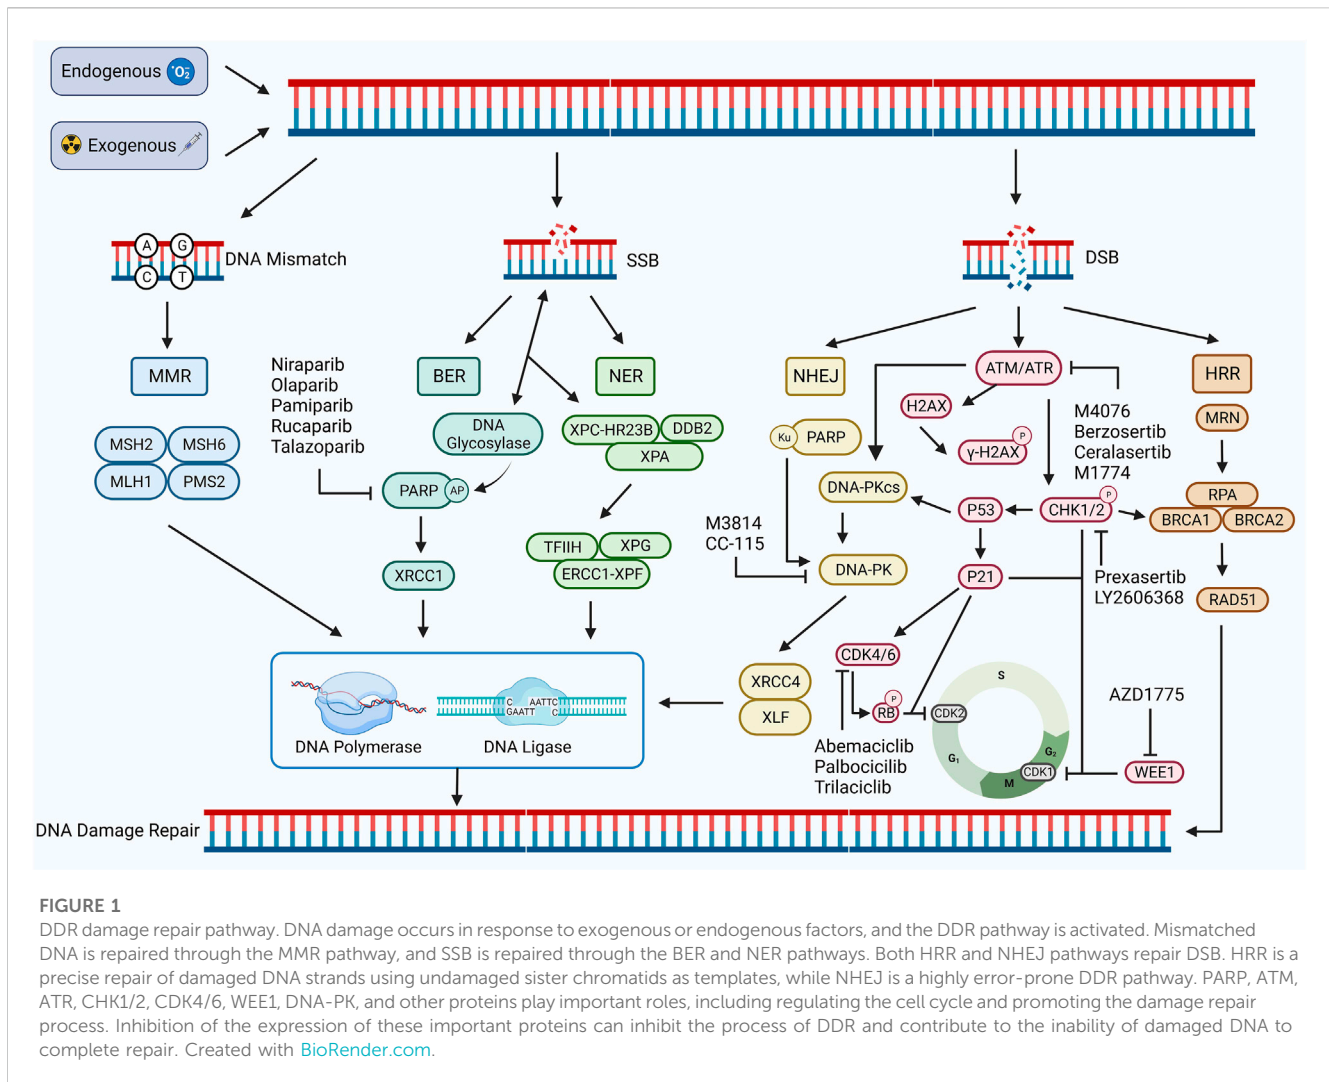 Endogenous
·O₂⁻
Exogenous
DNA Mismatch
A
G
C
T
SSB
DSB
MMR
BER
NER
NHEJ
ATM/ATR
HRR
Niraparib
Olaparib
Pamiparib
Rucaparib
Talazoparib
MSH2
MSH6
MLH1
PMS2
DNA
Glycosylase
PARP
AP
XRCC1
XPC-HR23B
DDB2
XPA
TFIIH
XPG
ERCC1-XPF
Ku
PARP
DNA-PKcs
M3814
CC-115
DNA-PK
XRCC4
XLF
H2AX
γ-H2AX
P
P53
CHK1/2
P
P21
M4076
Berzosertib
Ceralasertib
M1774
Prexasertib
LY2606368
MRN
RPA
BRCA1
BRCA2
RAD51
CDK4/6
RB
P
CDK2
S
G₁
G₂
M
CDK1
AZD1775
WEE1
Abemaciclib
Palbocicilib
Trilaciclib
C
AATTC
GAATT
C
DNA Polymerase
DNA Ligase
DNA Damage Repair
FIGURE 1
DDR damage repair pathway. DNA damage occurs in response to exogenous or endogenous factors, and the DDR pathway is activated. Mismatched
DNA is repaired through the MMR pathway, and SSB is repaired through the BER and NER pathways. Both HRR and NHEJ pathways repair DSB. HRR is a
precise repair of damaged DNA strands using undamaged sister chromatids as templates, while NHEJ is a highly error-prone DDR pathway. PARP, ATM,
ATR, CHK1/2, CDK4/6, WEE1, DNA-PK, and other proteins play important roles, including regulating the cell cycle and promoting the damage repair
process. Inhibition of the expression of these important proteins can inhibit the process of DDR and contribute to the inability of damaged DNA to
complete repair. Created with BioRender.com.